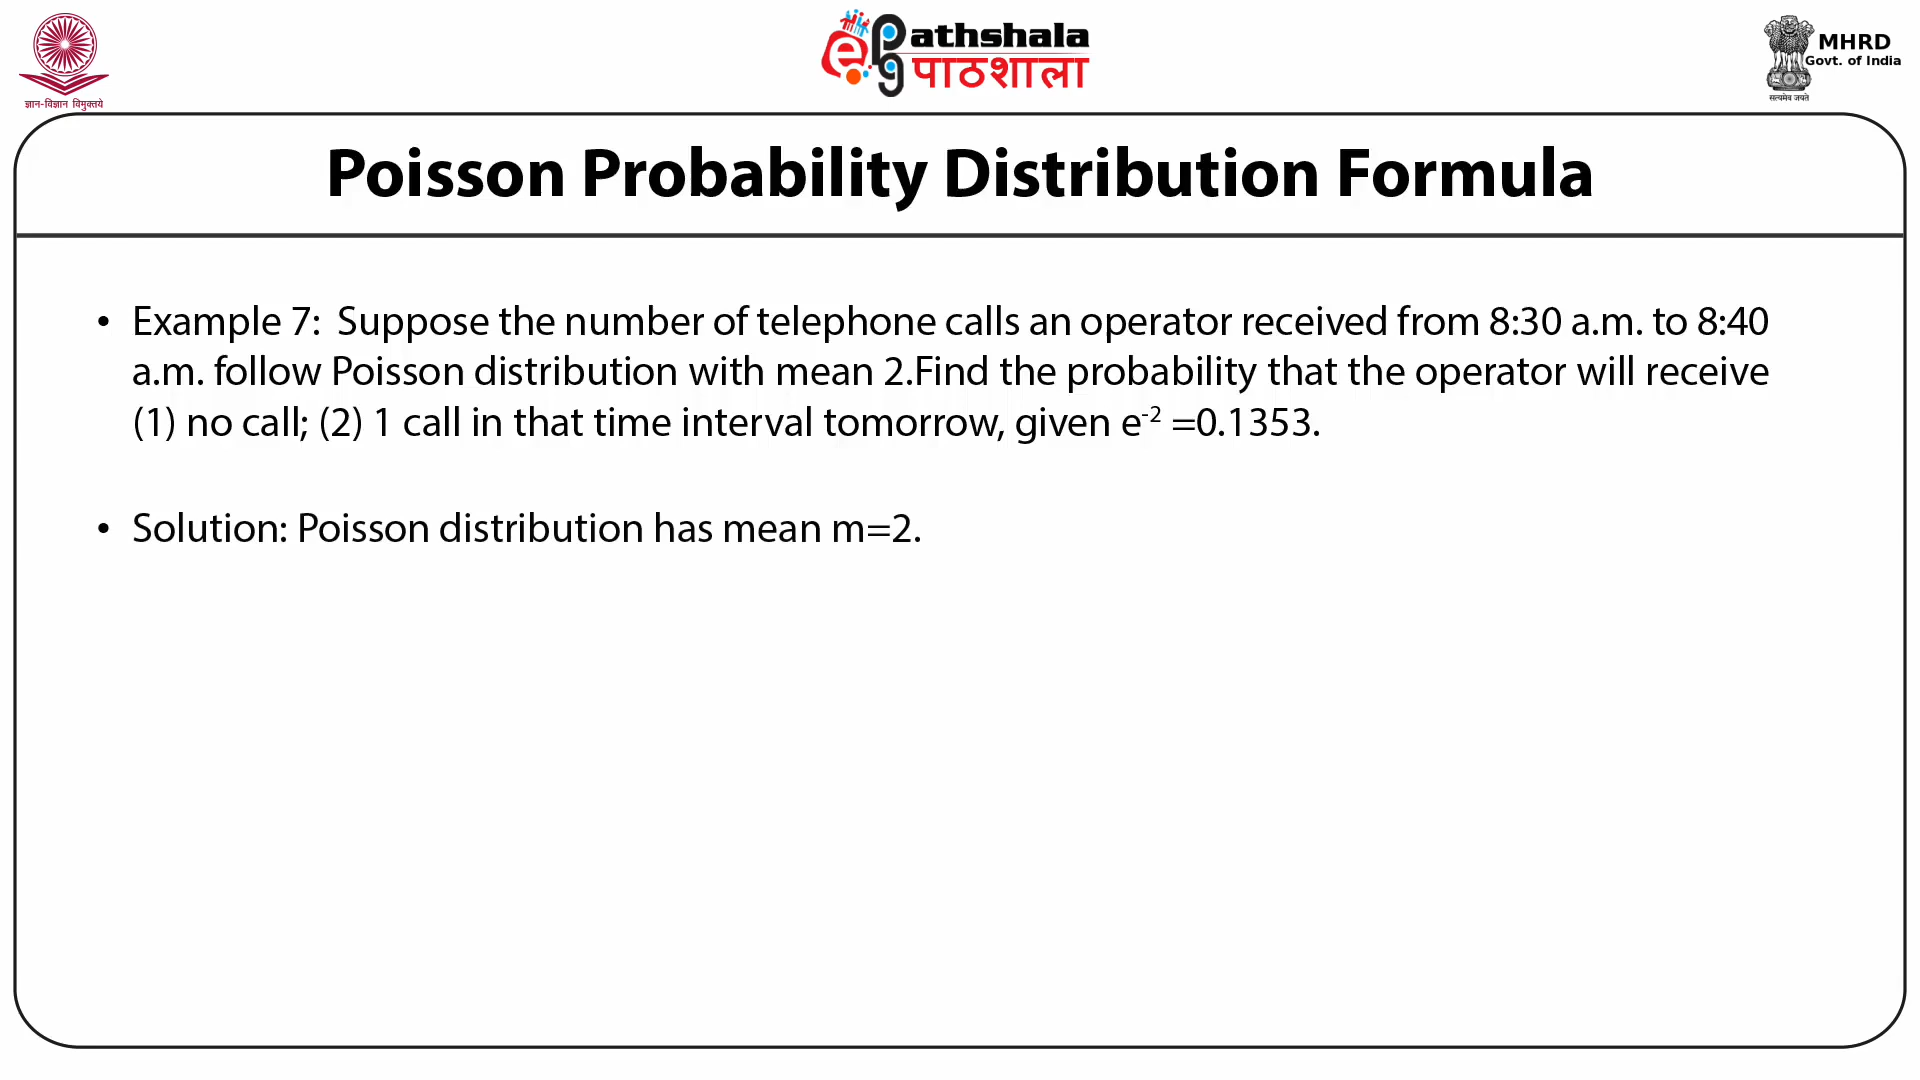 ज्ञान-विज्ञान विमुक्तये
e PG athshala
पाठशाला
MHRD
Govt. of India
सत्यमेव जयते
Poisson Probability Distribution Formula
• Example 7:  Suppose the number of telephone calls an operator received from 8:30 a.m. to 8:40
a.m. follow Poisson distribution with mean 2.Find the probability that the operator will receive
(1) no call; (2) 1 call in that time interval tomorrow, given e⁻² =0.1353.
• Solution: Poisson distribution has mean m=2.